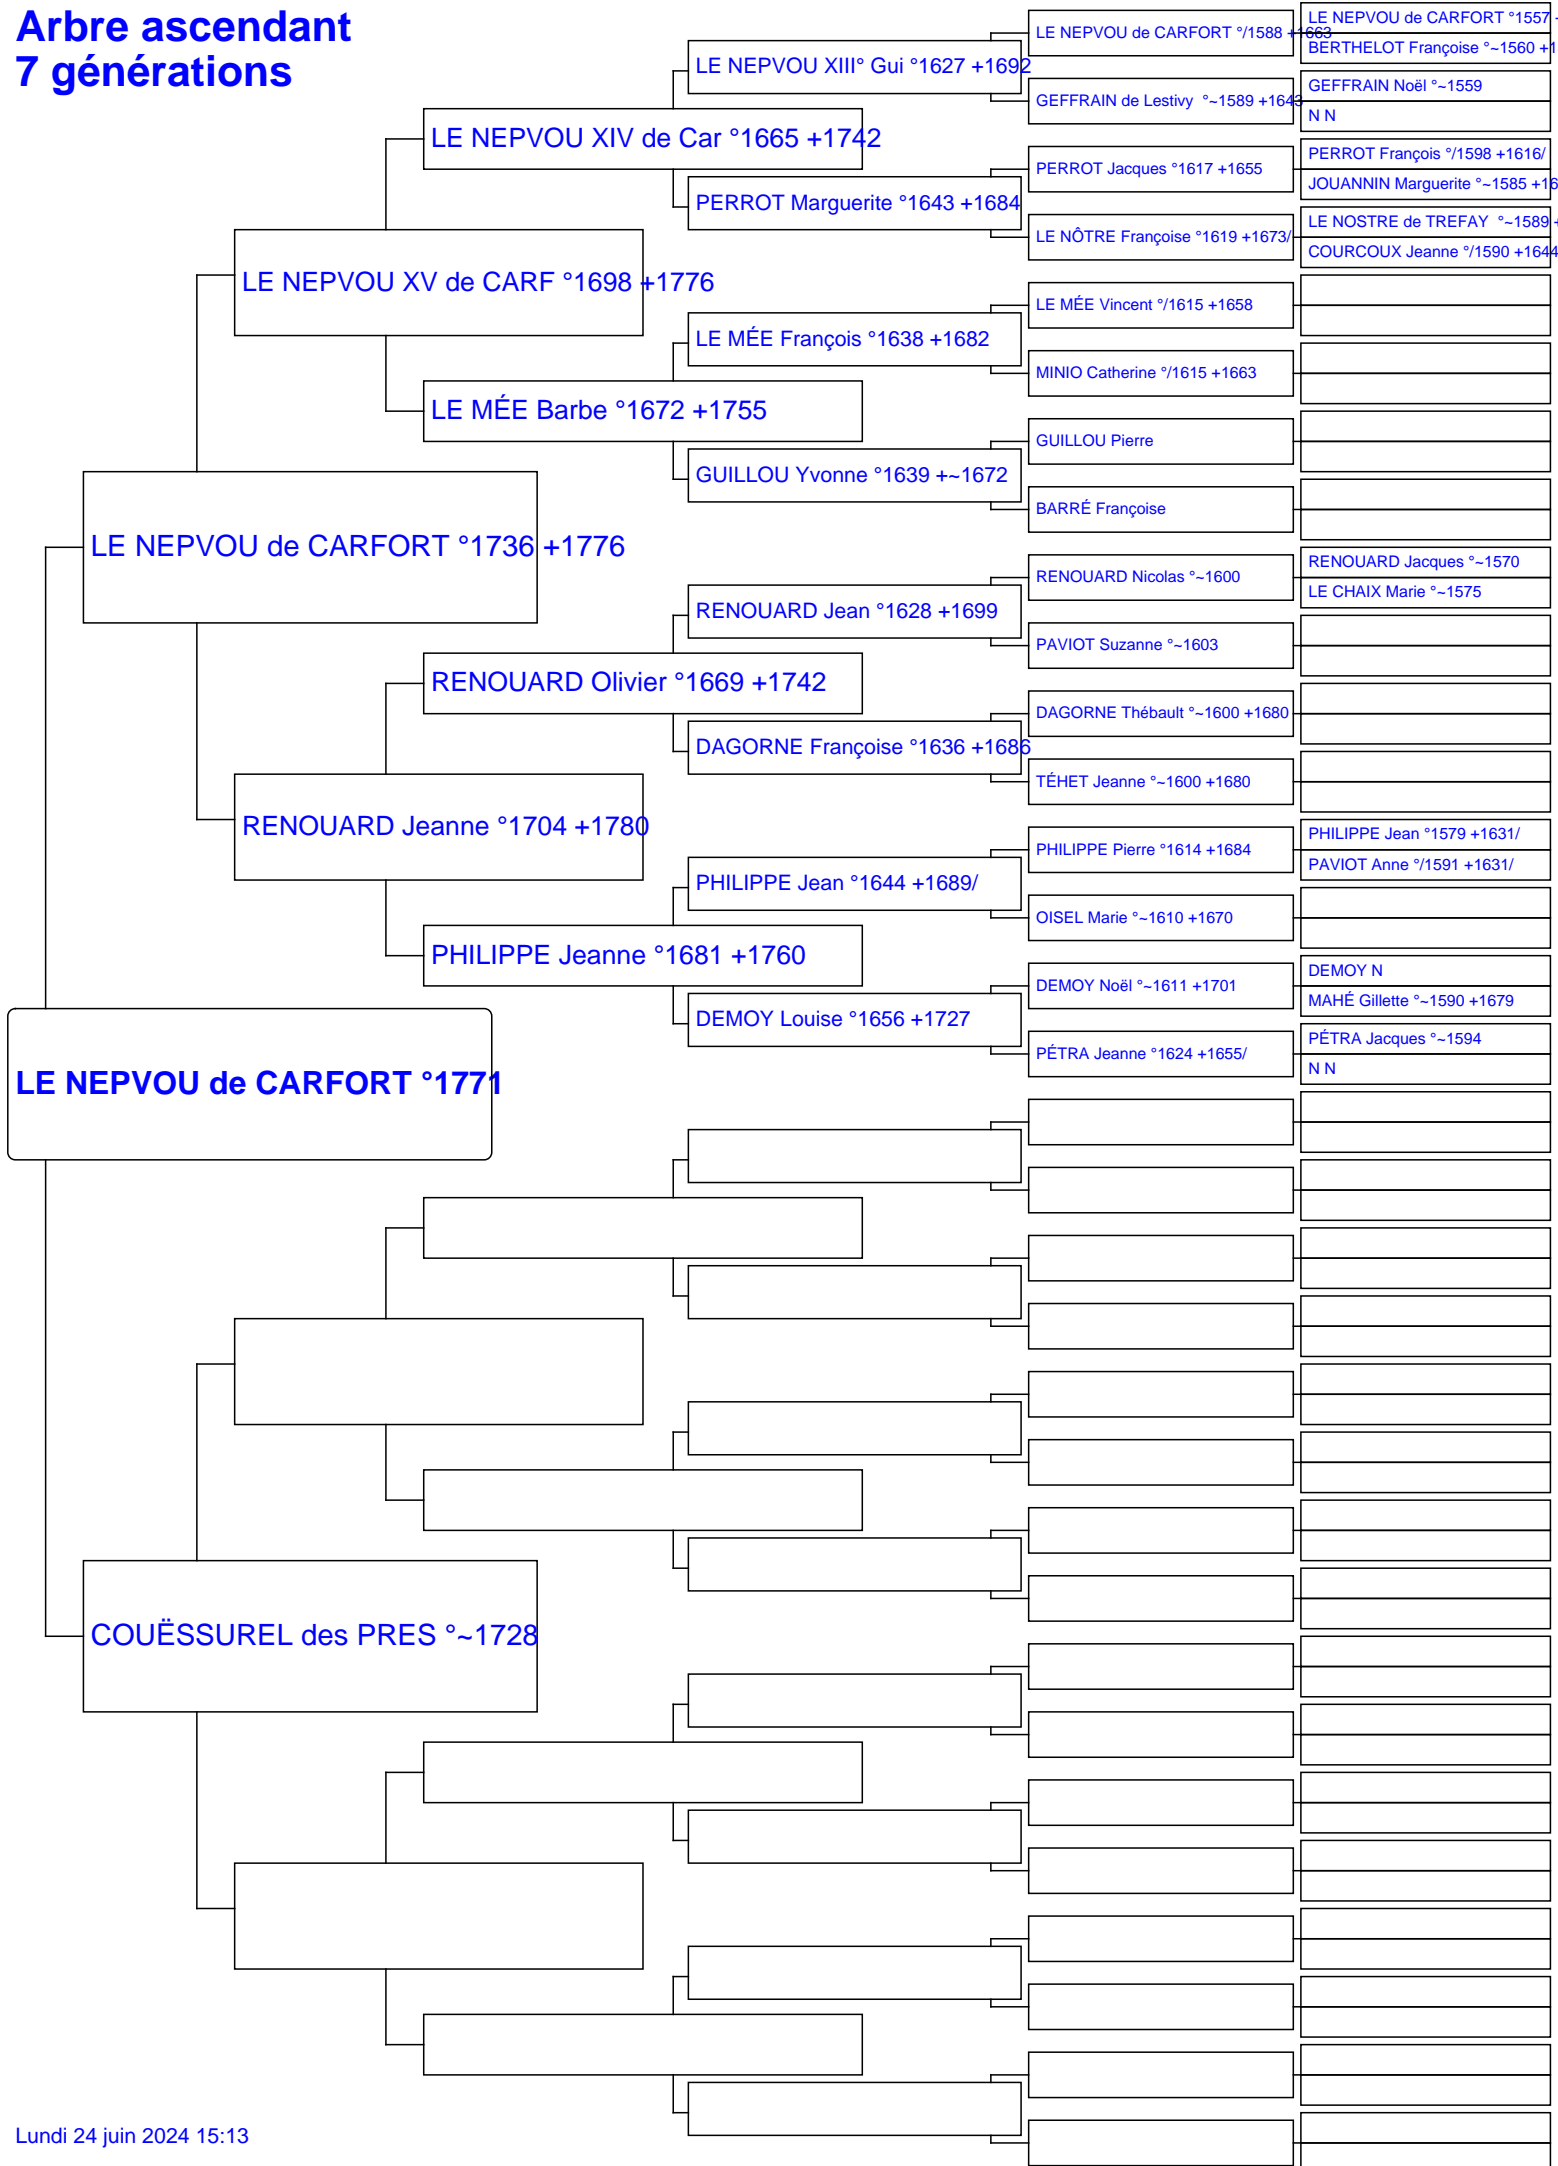 Arbre ascendant
7 générations
LE NEPVOU de CARFORT °1771
LE NEPVOU de CARFORT °1736 +1776
COUËSSUREL des PRES °~1728
LE NEPVOU XV de CARF °1698 +1776
RENOUARD Jeanne °1704 +1780
LE NEPVOU XIV de Car °1665 +1742
LE MÉE Barbe °1672 +1755
RENOUARD Olivier °1669 +1742
PHILIPPE Jeanne °1681 +1760
LE NEPVOU XIII° Gui °1627 +1692
PERROT Marguerite °1643 +1684
LE MÉE François °1638 +1682
GUILLOU Yvonne °1639 +~1672
RENOUARD Jean °1628 +1699
DAGORNE Françoise °1636 +1686
PHILIPPE Jean °1644 +1689/
DEMOY Louise °1656 +1727
LE NEPVOU de CARFORT °/1588 +1663
GEFFRAIN de Lestivy °~1589 +1643
PERROT Jacques °1617 +1655
LE NÔTRE Françoise °1619 +1673/
LE MÉE Vincent °/1615 +1658
MINIO Catherine °/1615 +1663
GUILLOU Pierre
BARRÉ Françoise
RENOUARD Nicolas °~1600
PAVIOT Suzanne °~1603
DAGORNE Thébault °~1600 +1680
TÉHET Jeanne °~1600 +1680
PHILIPPE Pierre °1614 +1684
OISEL Marie °~1610 +1670
DEMOY Noël °~1611 +1701
PÉTRA Jeanne °1624 +1655/
LE NEPVOU de CARFORT °1557
BERTHELOT Françoise °~1560
GEFFRAIN Noël °~1559
N N
PERROT François °/1598 +1616/
JOUANNIN Marguerite °~1585
LE NOSTRE de TREFAY °~1589
COURCOUX Jeanne °/1590 +1644
RENOUARD Jacques °~1570
LE CHAIX Marie °~1575
PHILIPPE Jean °1579 +1631/
PAVIOT Anne °/1591 +1631/
DEMOY N
MAHÉ Gillette °~1590 +1679
PÉTRA Jacques °~1594
N N
Lundi 24 juin 2024 15:13